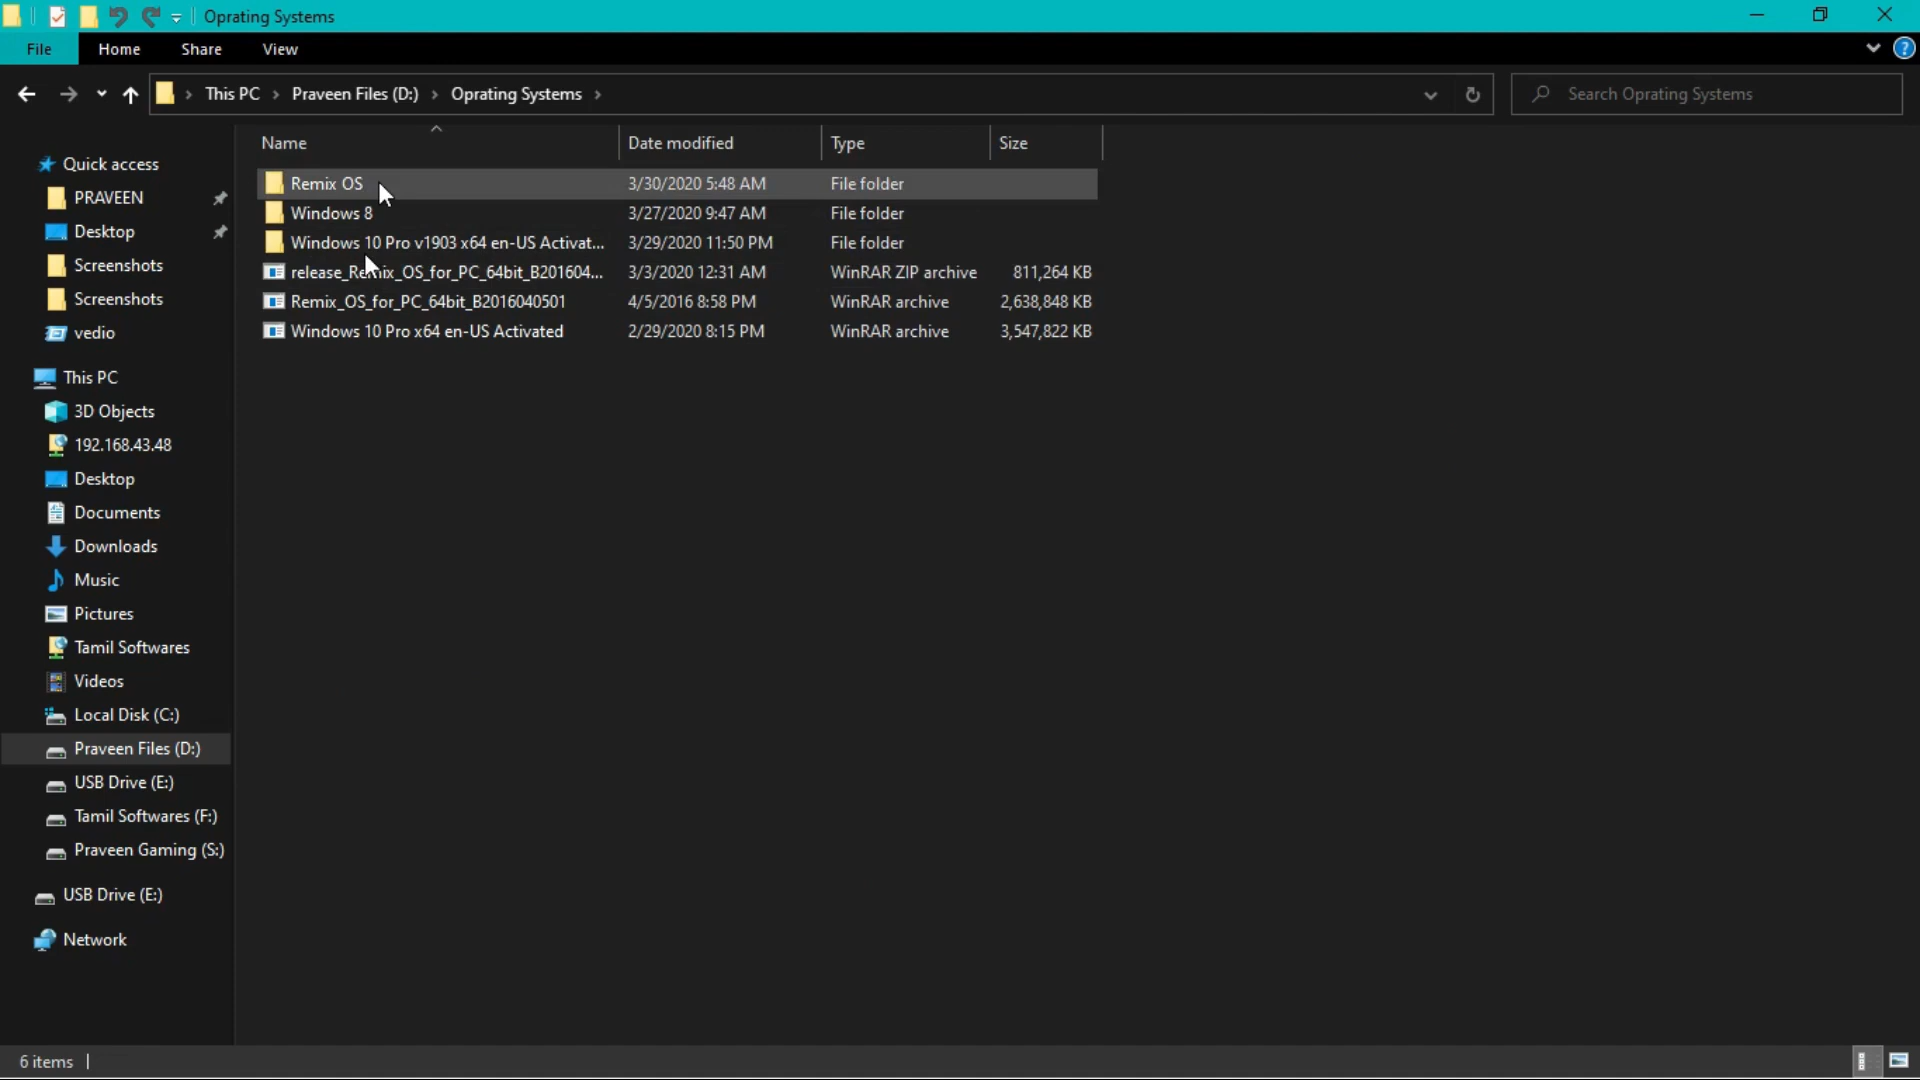 Oprating Systems
File Home Share View
This PC Praveen Files (D:) Oprating Systems Search Oprating Systems
Name Date modified Type Size
Quick access
PRAVEEN
Desktop
Screenshots
Screenshots
vedio
This PC
3D Objects
192.168.43.48
Desktop
Documents
Downloads
Music
Pictures
Tamil Softwares
Videos
Local Disk (C:)
Praveen Files (D:)
USB Drive (E:)
Tamil Softwares (F:)
Praveen Gaming (S:)
USB Drive (E:)
Network
Remix OS 3/30/2020 5:48 AM File folder
Windows 8 3/27/2020 9:47 AM File folder
Windows 10 Pro v1903 x64 en-US Activat... 3/29/2020 11:50 PM File folder
release_Remix_OS_for_PC_64bit_B201604... 3/3/2020 12:31 AM WinRAR ZIP archive 811,264 KB
Remix_OS_for_PC_64bit_B2016040501 4/5/2016 8:58 PM WinRAR archive 2,638,848 KB
Windows 10 Pro x64 en-US Activated 2/29/2020 8:15 PM WinRAR archive 3,547,822 KB
6 items